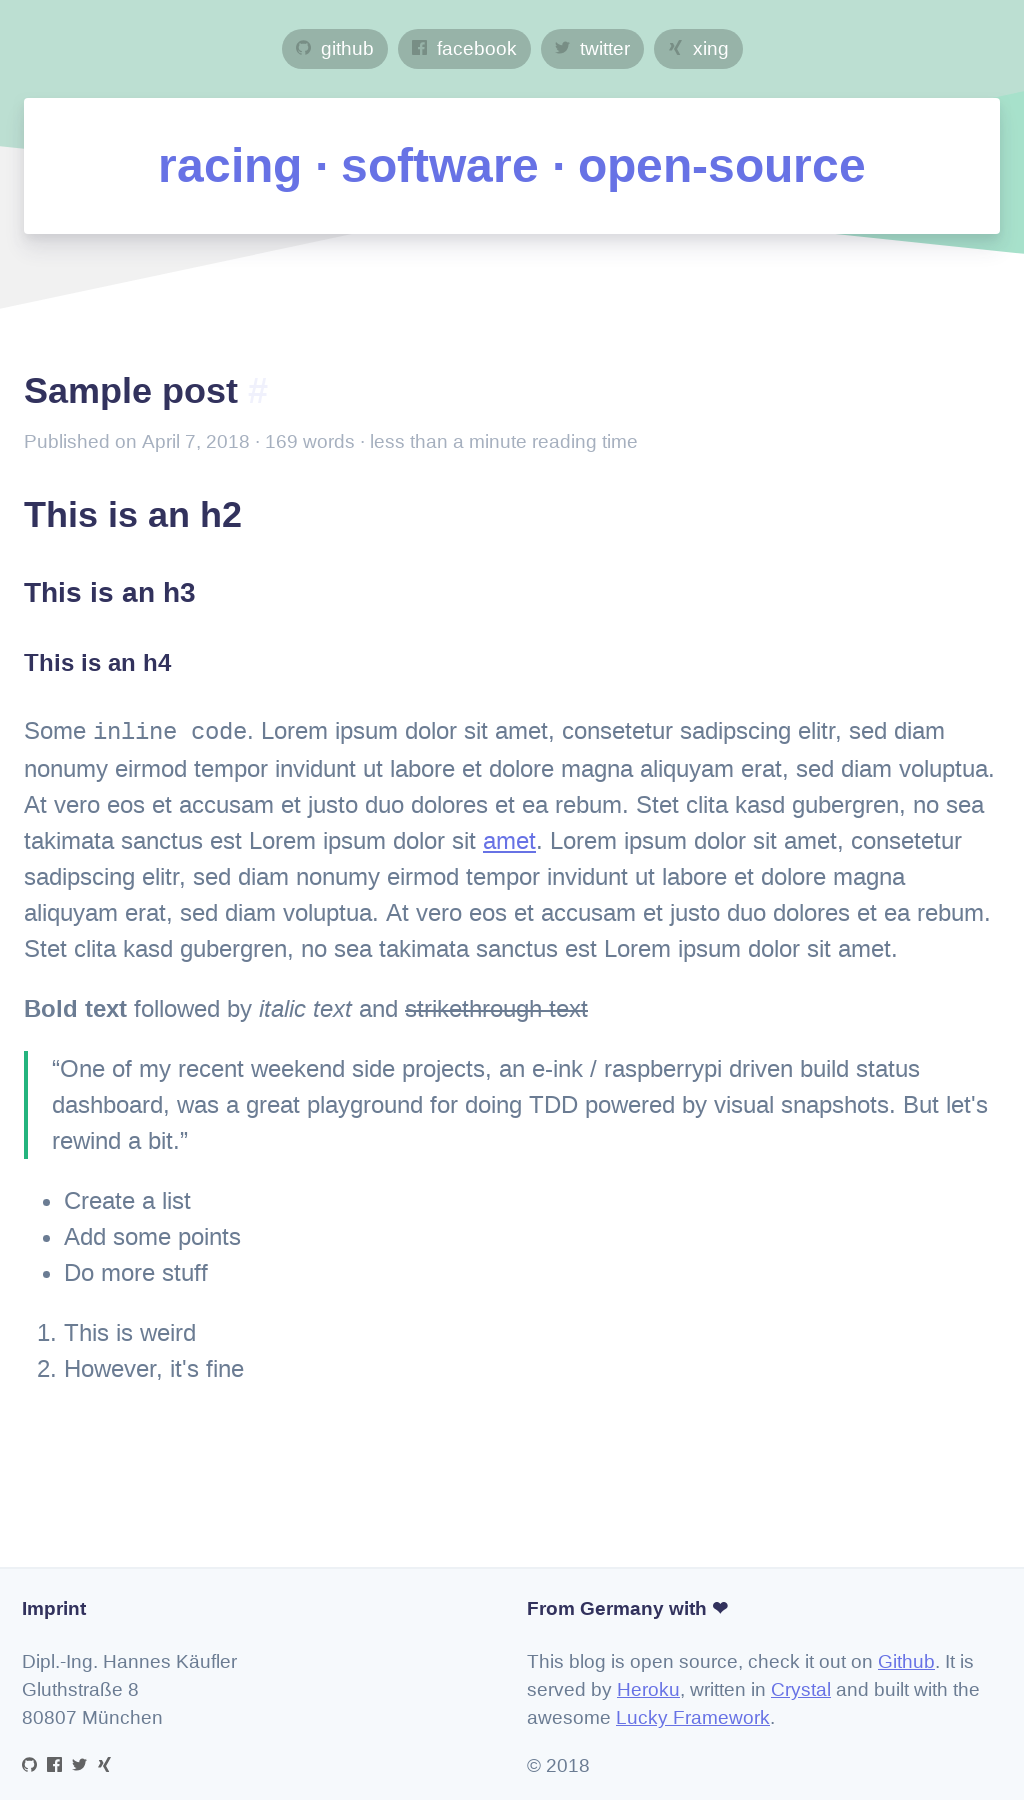 github facebook twitter xing
racing · software · open-source
Sample post #
Published on April 7, 2018 · 169 words · less than a minute reading time
This is an h2
This is an h3
This is an h4
Some inline code. Lorem ipsum dolor sit amet, consetetur sadipscing elitr, sed diam
nonumy eirmod tempor invidunt ut labore et dolore magna aliquyam erat, sed diam voluptua.
At vero eos et accusam et justo duo dolores et ea rebum. Stet clita kasd gubergren, no sea
takimata sanctus est Lorem ipsum dolor sit amet. Lorem ipsum dolor sit amet, consetetur
sadipscing elitr, sed diam nonumy eirmod tempor invidunt ut labore et dolore magna
aliquyam erat, sed diam voluptua. At vero eos et accusam et justo duo dolores et ea rebum.
Stet clita kasd gubergren, no sea takimata sanctus est Lorem ipsum dolor sit amet.
Bold text followed by italic text and strikethrough text
“One of my recent weekend side projects, an e-ink / raspberrypi driven build status
dashboard, was a great playground for doing TDD powered by visual snapshots. But let's
rewind a bit.”
• Create a list
• Add some points
• Do more stuff
1. This is weird
2. However, it's fine
Imprint
Dipl.-Ing. Hannes Käufler
Gluthstraße 8
80807 München
From Germany with ❤
This blog is open source, check it out on Github. It is
served by Heroku, written in Crystal and built with the
awesome Lucky Framework.
© 2018